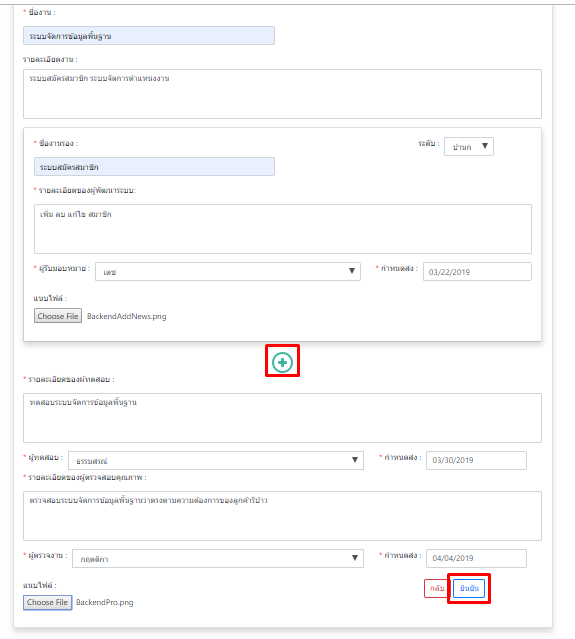 * ชื่องาน :
ระบบจัดการข้อมูลพื้นฐาน
รายละเอียดงาน :
ระบบสมัครสมาชิก ระบบจัดการตำแหน่งงาน
* ชื่องานรอง : ระดับ : ปานก
ระบบสมัครสมาชิก
* รายละเอียดของผู้พัฒนาระบบ:
เพิ่ม ลบ แก้ไข สมาชิก
* ผู้รับมอบหมาย : เดช * กำหนดส่ง : 03/22/2019
แนบไฟล์ :
Choose File BackendAddNews.png
* รายละเอียดของผู้ทดสอบ :
ทดสอบระบบจัดการข้อมูลพื้นฐาน
* ผู้ทดสอบ : ธรรมสรณ์ * กำหนดส่ง : 03/30/2019
* รายละเอียดของผู้ตรวจสอบคุณภาพ :
ตรวจสอบระบบจัดการข้อมูลพื้นฐานว่าตรงตามความต้องการของลูกค้ารึป่าว
* ผู้ตรวจงาน : กฤตติกา * กำหนดส่ง : 04/04/2019
แนบไฟล์ : กลับ ยืนยัน
Choose File BackendPro.png